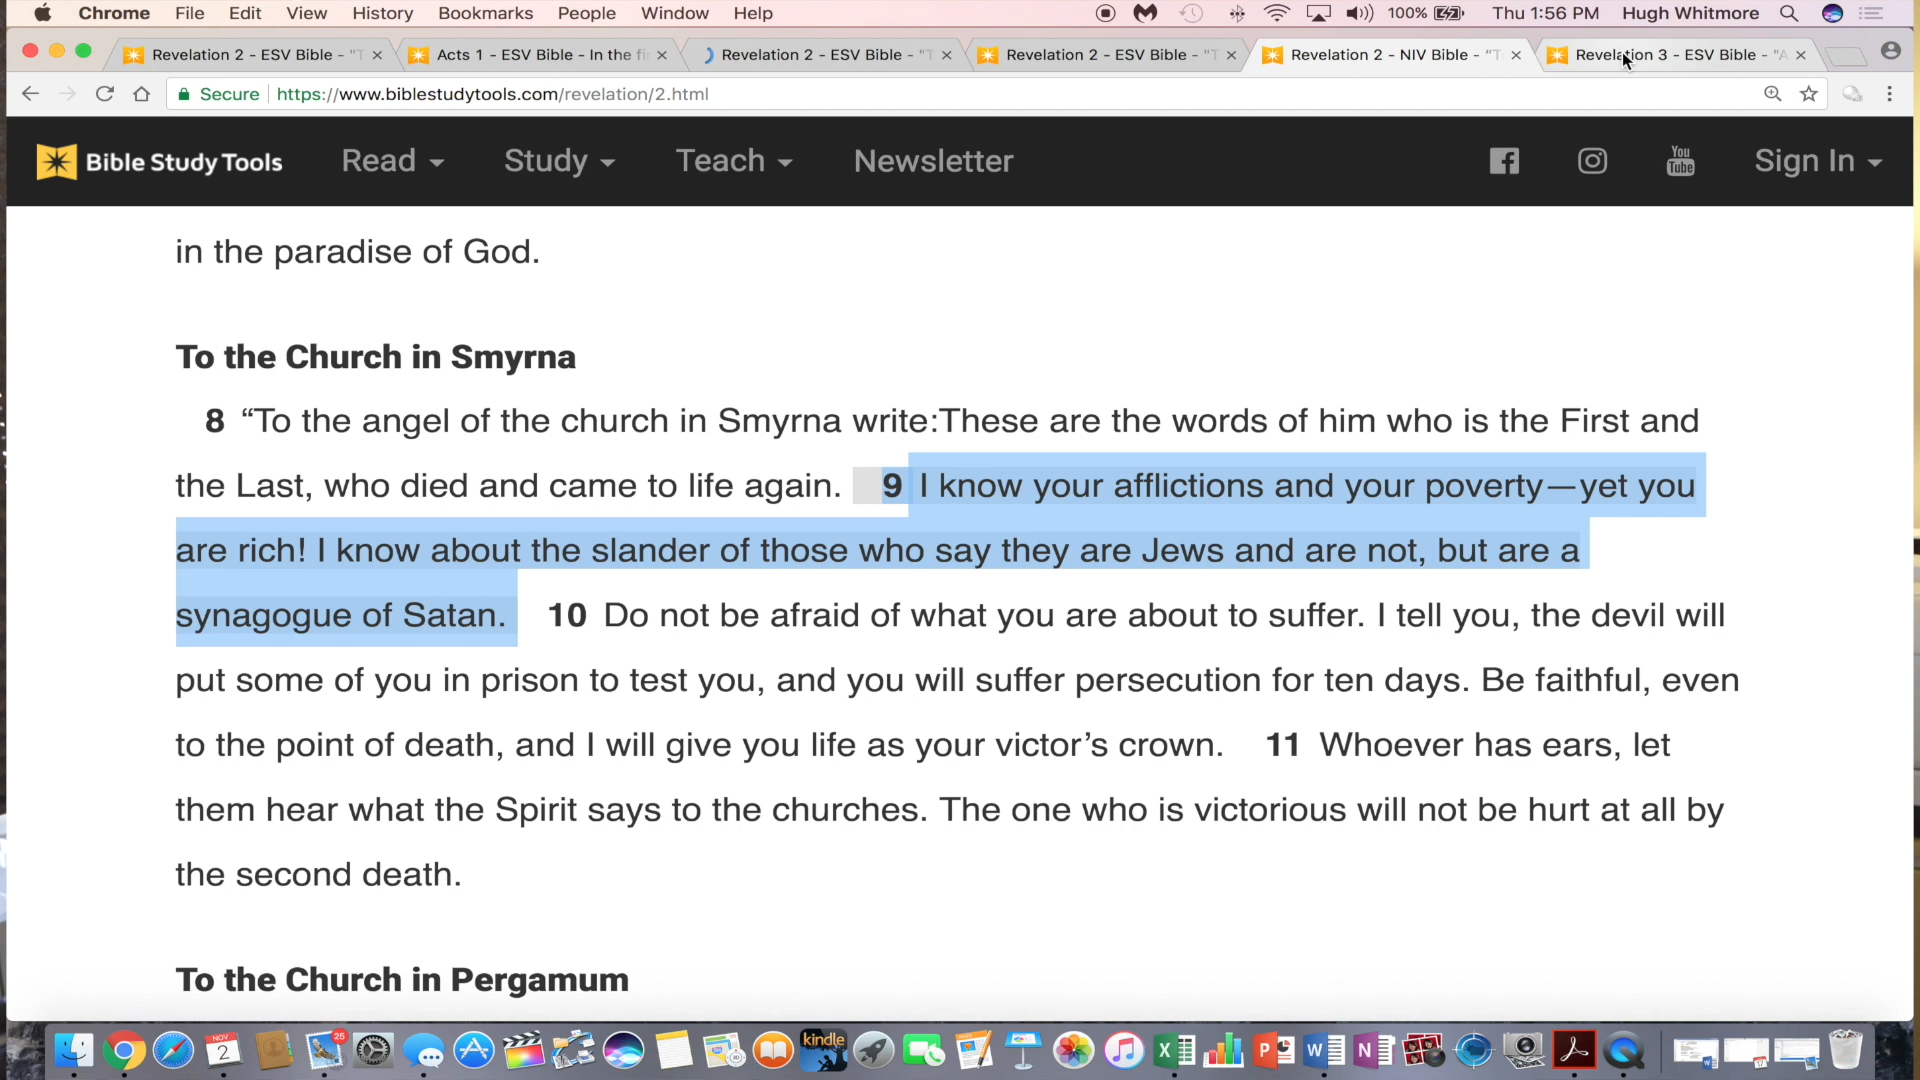 Chrome File Edit View History Bookmarks People Window Help 100% Thu 1:56 PM Hugh Whitmore
Revelation 2 - ESV Bible - "T Acts 1 - ESV Bible - In the fi Revelation 2 - ESV Bible - "T Revelation 2 - ESV Bible - "T Revelation 2 - NIV Bible - “T Revelation 3 - ESV Bible - "A
Secure https://www.biblestudytools.com/revelation/2.html
Bible Study Tools Read Study Teach Newsletter You Tube Sign In
in the paradise of God.
To the Church in Smyrna
8 “To the angel of the church in Smyrna write:These are the words of him who is the First and
the Last, who died and came to life again. 9 I know your afflictions and your poverty—yet you
are rich! I know about the slander of those who say they are Jews and are not, but are a
synagogue of Satan. 10 Do not be afraid of what you are about to suffer. I tell you, the devil will
put some of you in prison to test you, and you will suffer persecution for ten days. Be faithful, even
to the point of death, and I will give you life as your victor’s crown. 11 Whoever has ears, let
them hear what the Spirit says to the churches. The one who is victorious will not be hurt at all by
the second death.
To the Church in Pergamum
NOV 2 25 kindle X P W N